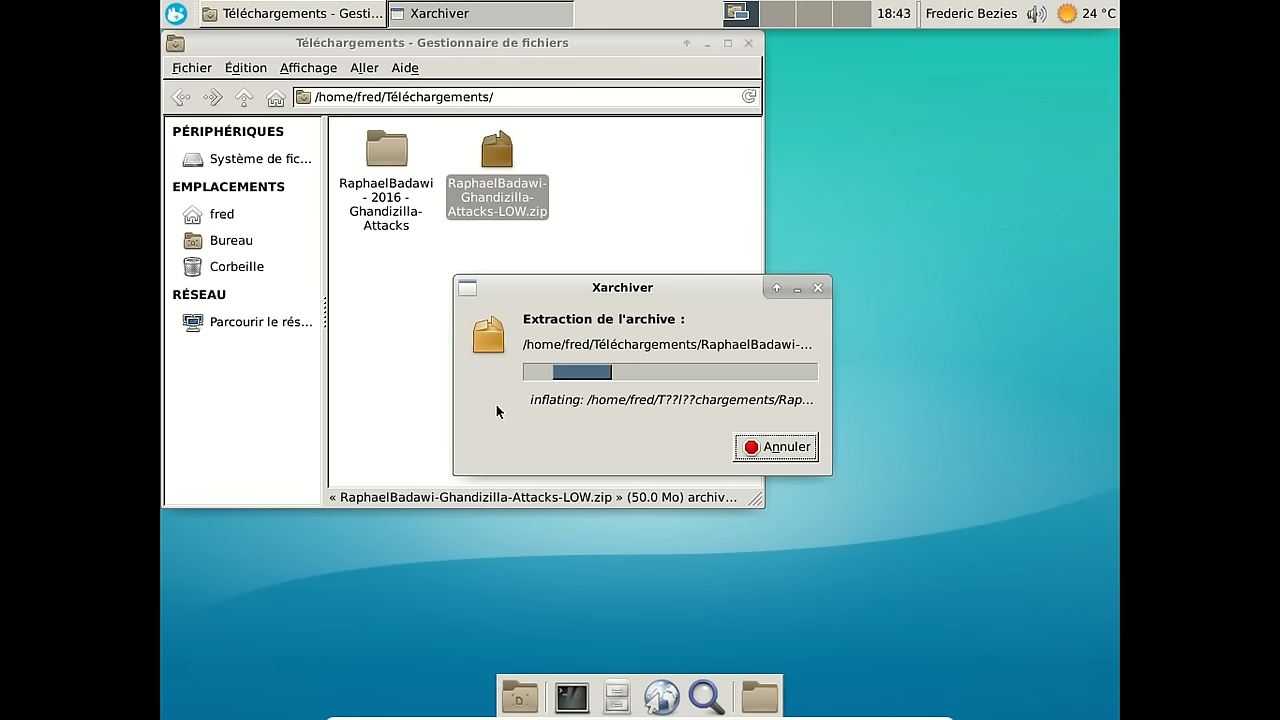 Téléchargements - Gesti...
Xarchiver
18:43
Frederic Bezies
24 °C
Téléchargements - Gestionnaire de fichiers
Fichier Édition Affichage Aller Aide
/home/fred/Téléchargements/
PÉRIPHÉRIQUES
Système de fic...
EMPLACEMENTS
fred
Bureau
Corbeille
RÉSEAU
Parcourir le rés...
RaphaelBadawi
- 2016 -
Ghandizilla-
Attacks
RaphaelBadawi-
Ghandizilla-
Attacks-LOW.zip
Xarchiver
Extraction de l'archive :
/home/fred/Téléchargements/RaphaelBadawi-...
inflating: /home/fred/T??l??chargements/Rap...
Annuler
« RaphaelBadawi-Ghandizilla-Attacks-LOW.zip » (50.0 Mo) archiv...